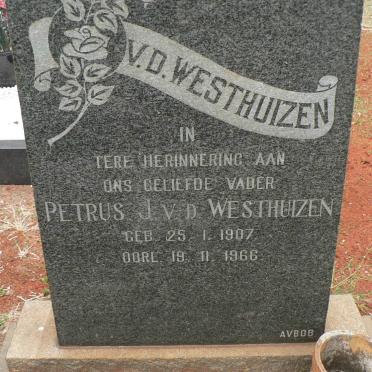 V.D. WESTHUIZEN
IN
TERE HERINNERING AAN
ONS GELIEFDE VADER
PETRUS J. V. D. WESTHUIZEN
GEB. 25. 1. 1907.
OORL. 19. 11. 1966
AVBOB